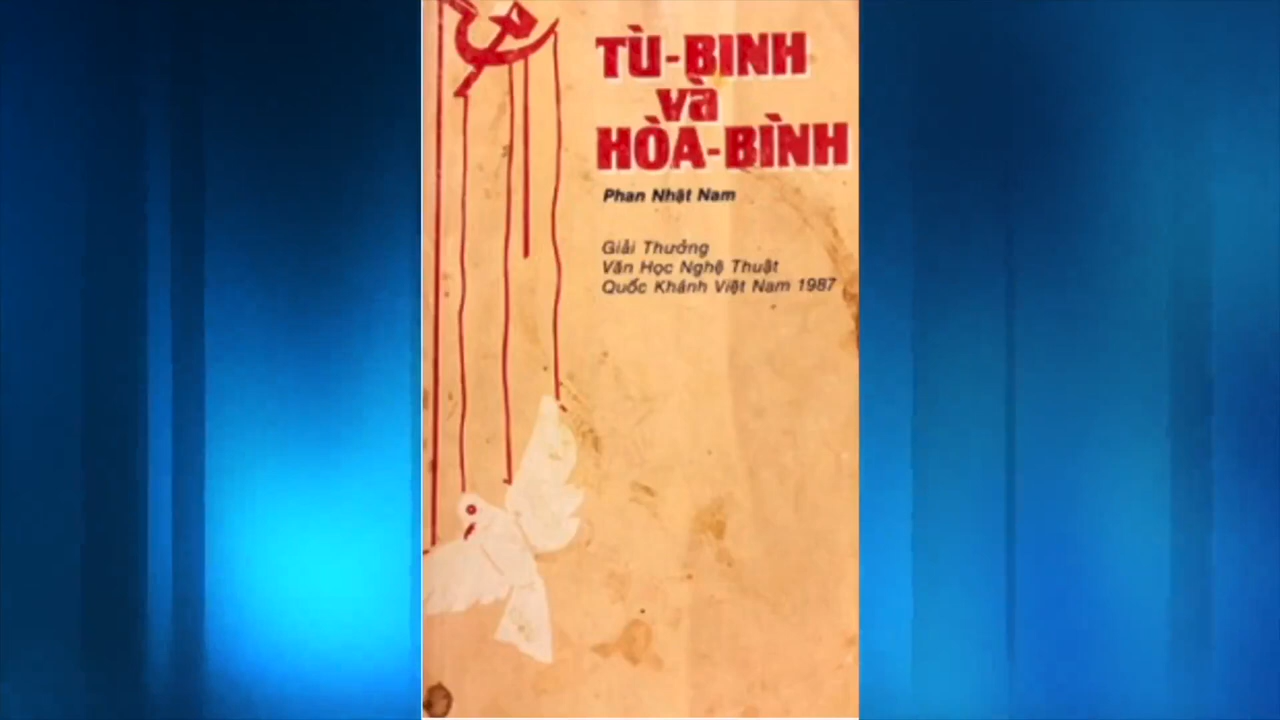 TÙ-BINH
và
HÒA-BÌNH
Phan Nhật Nam
Giải Thưởng
Văn Học Nghệ Thuật
Quốc Khánh Việt Nam 1987